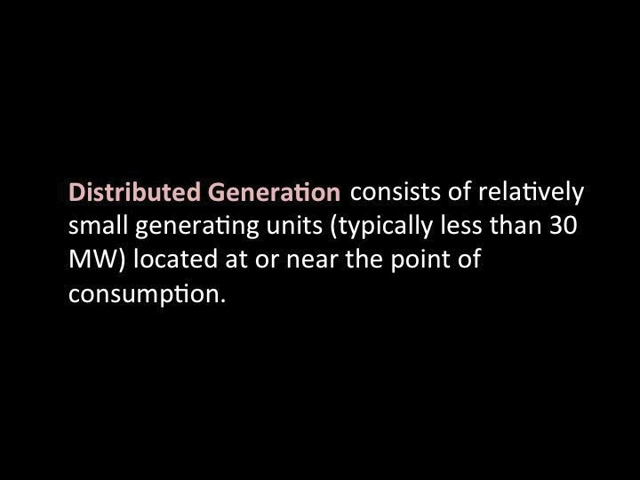 Distributed Generation consists of relatively
small generating units (typically less than 30
MW) located at or near the point of
consumption.